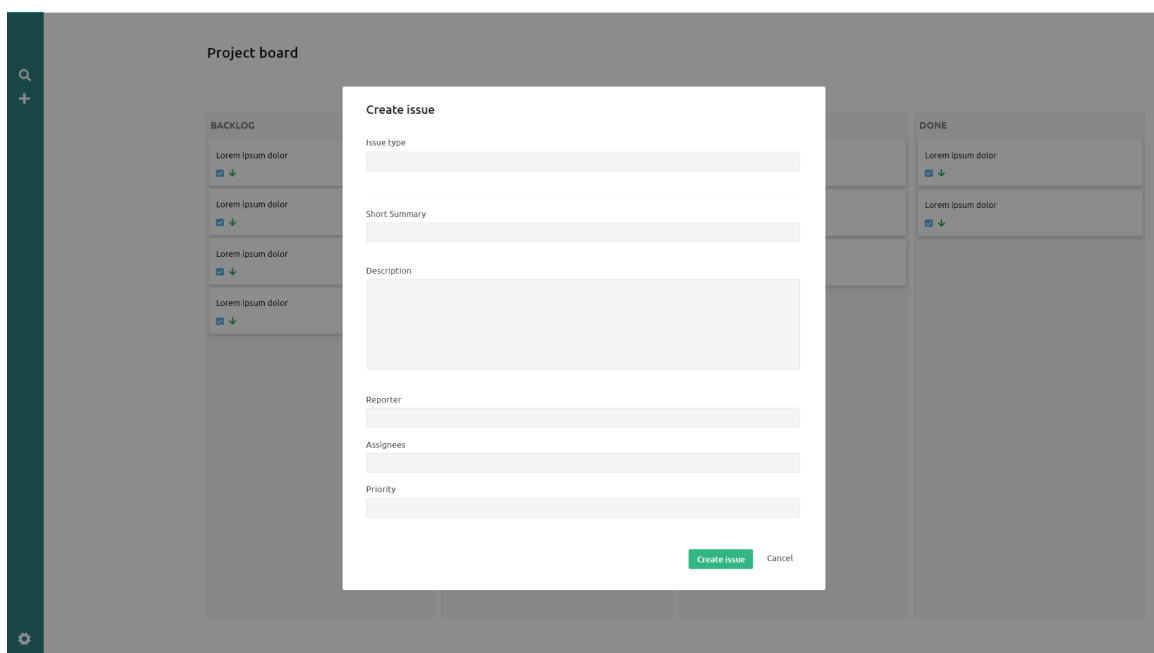 Project board
Create issue
BACKLOG
DONE
Issue type
Lorem ipsum dolor
Lorem ipsum dolor
Lorem ipsum dolor
Lorem ipsum dolor
Lorem ipsum dolor
Lorem ipsum dolor
Short Summary
Description
Reporter
Assignees
Priority
Create issue
Cancel